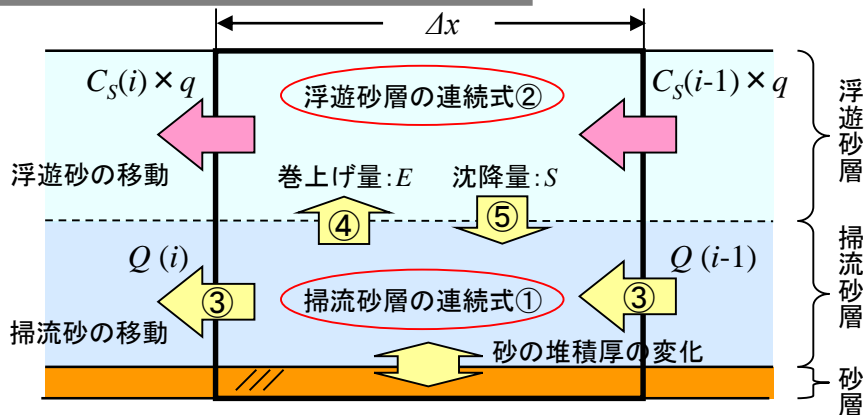 Δx
C_S(i)×q
浮遊砂層の連続式②
C_S(i-1)×q
浮遊砂の移動
巻上げ量:E
沈降量:S
④
⑤
浮遊砂層
Q (i)
③
掃流砂層の連続式①
③
Q (i-1)
掃流砂の移動
砂の堆積厚の変化
掃流砂層
砂層